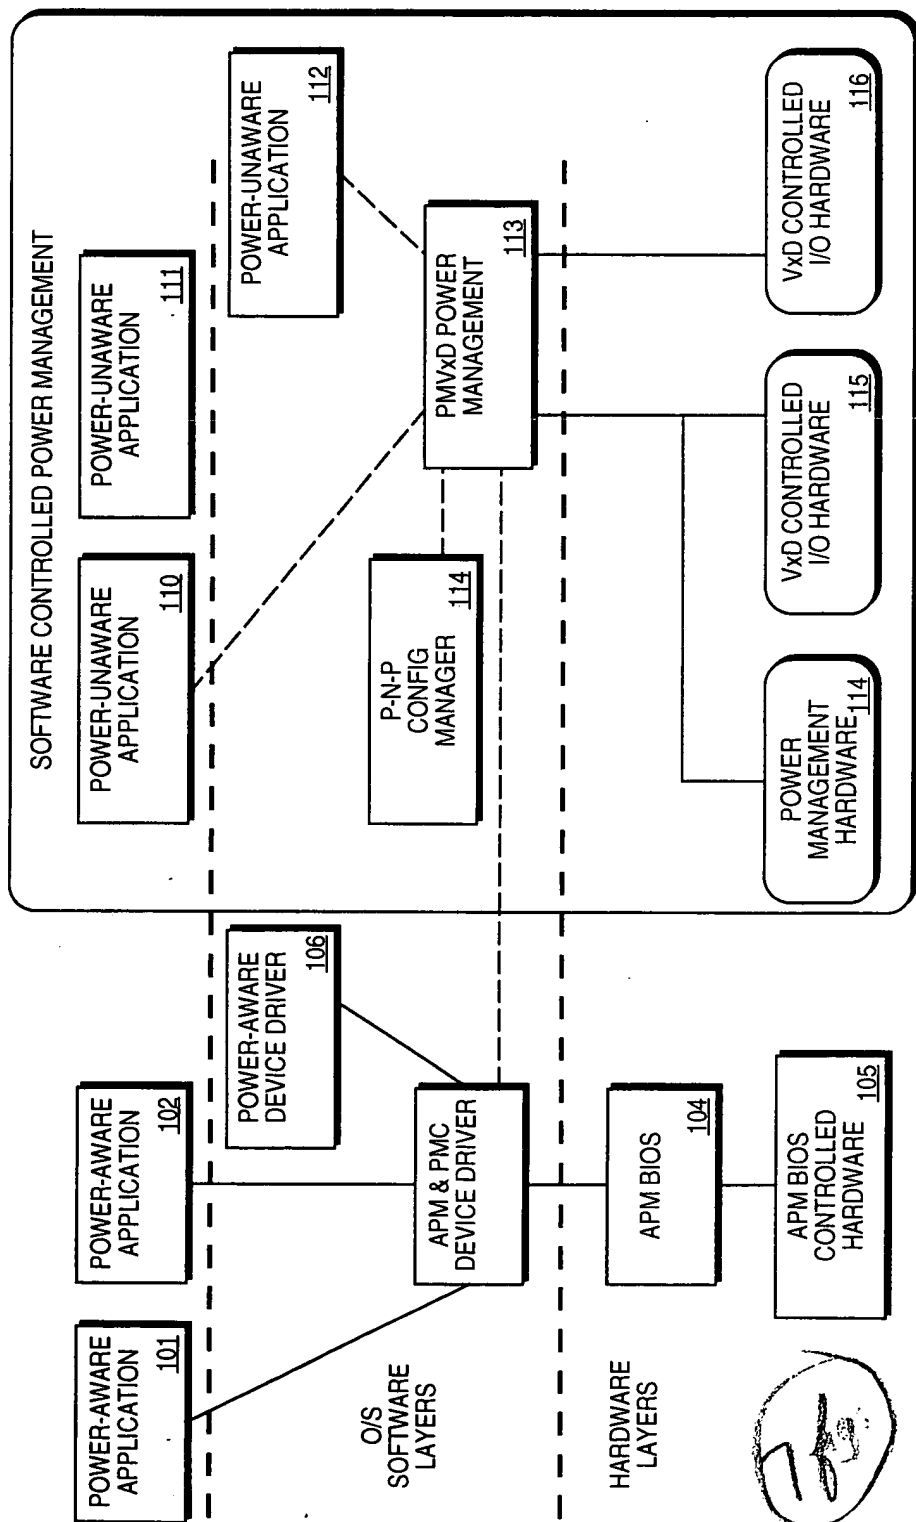 SOFTWARE CONTROLLED POWER MANAGEMENT
POWER-AWARE
APPLICATION
101
POWER-AWARE
APPLICATION
102
POWER-UNAWARE
APPLICATION
110
POWER-UNAWARE
APPLICATION
111
POWER-AWARE
DEVICE DRIVER
106
POWER-UNAWARE
APPLICATION
112
O/S
SOFTWARE
LAYERS
APM & PMC
DEVICE DRIVER
P-N-P
CONFIG
MANAGER
114
PMVxD POWER
MANAGEMENT
113
HARDWARE
LAYERS
APM BIOS
104
APM BIOS
CONTROLLED
HARDWARE
105
POWER
MANAGEMENT
HARDWARE
114
VxD CONTROLLED
I/O HARDWARE
115
VxD CONTROLLED
I/O HARDWARE
116